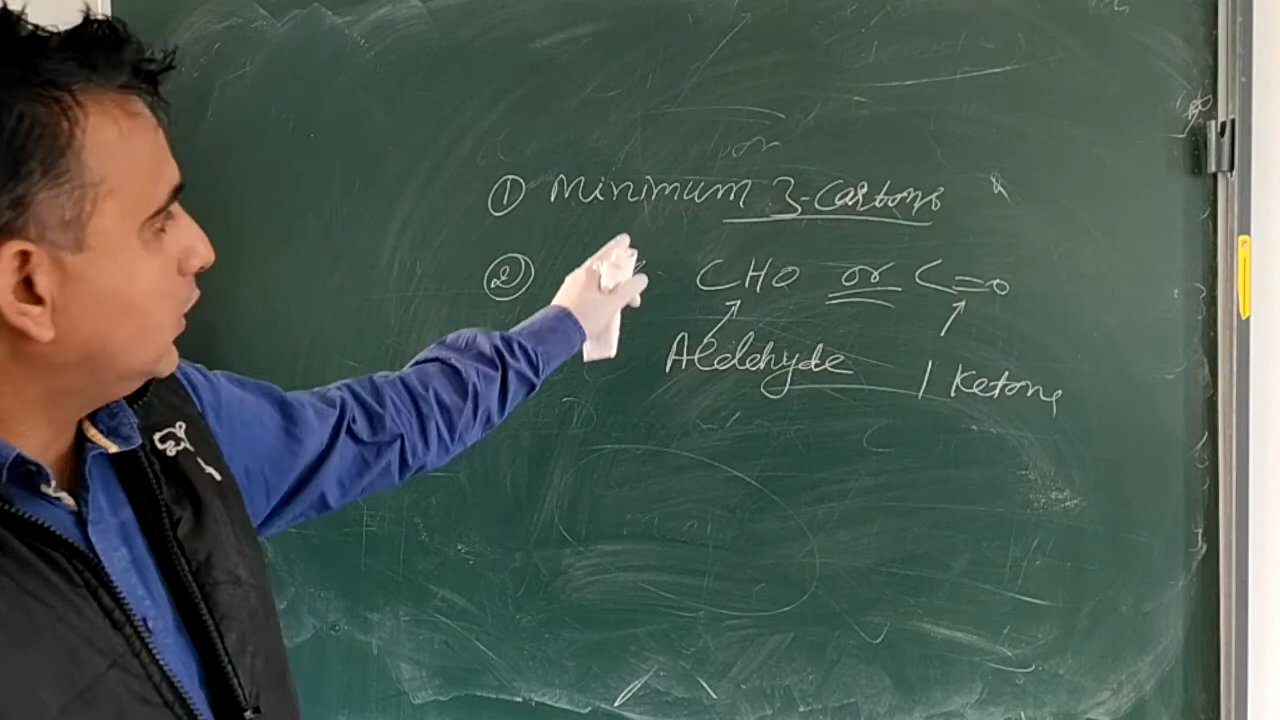 ① Minimum 3-Carbons
② CHO or C=O
Aldehyde | Ketone